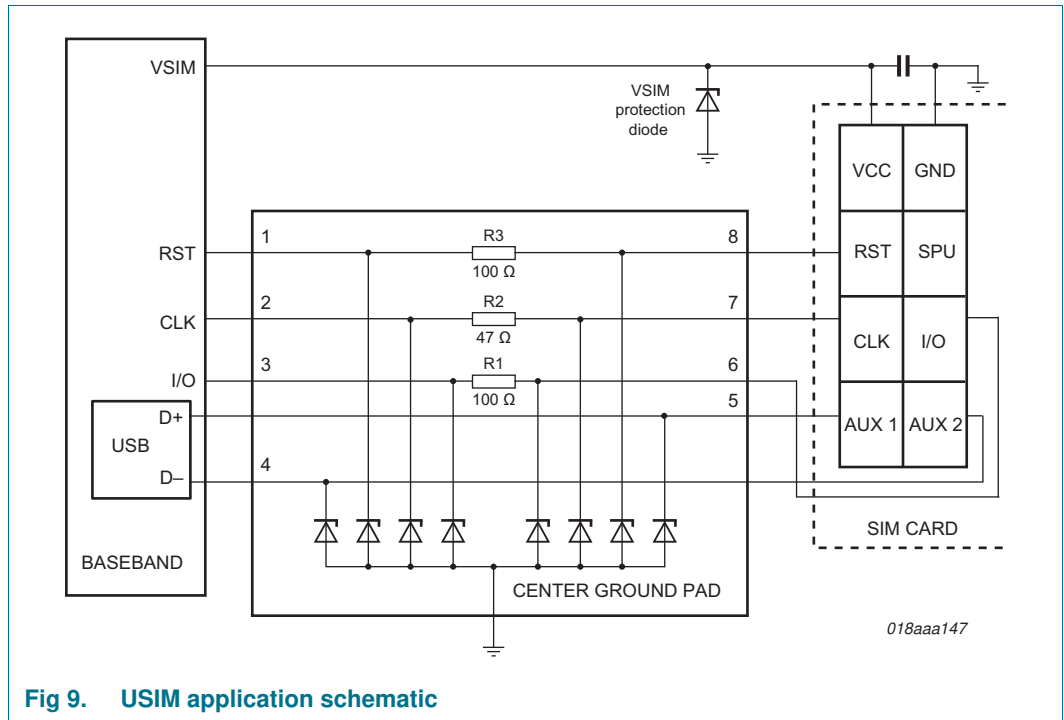 VSIM
VSIM
protection
diode
VCC GND
1 R3 8
RST RST SPU
100 Ω
2 R2 7
CLK
47 Ω
CLK I/O
3 R1 6
I/O
100 Ω
5
D+
AUX 1 AUX 2
USB
4
D–
SIM CARD
BASEBAND
CENTER GROUND PAD
018aaa147
Fig 9. USIM application schematic